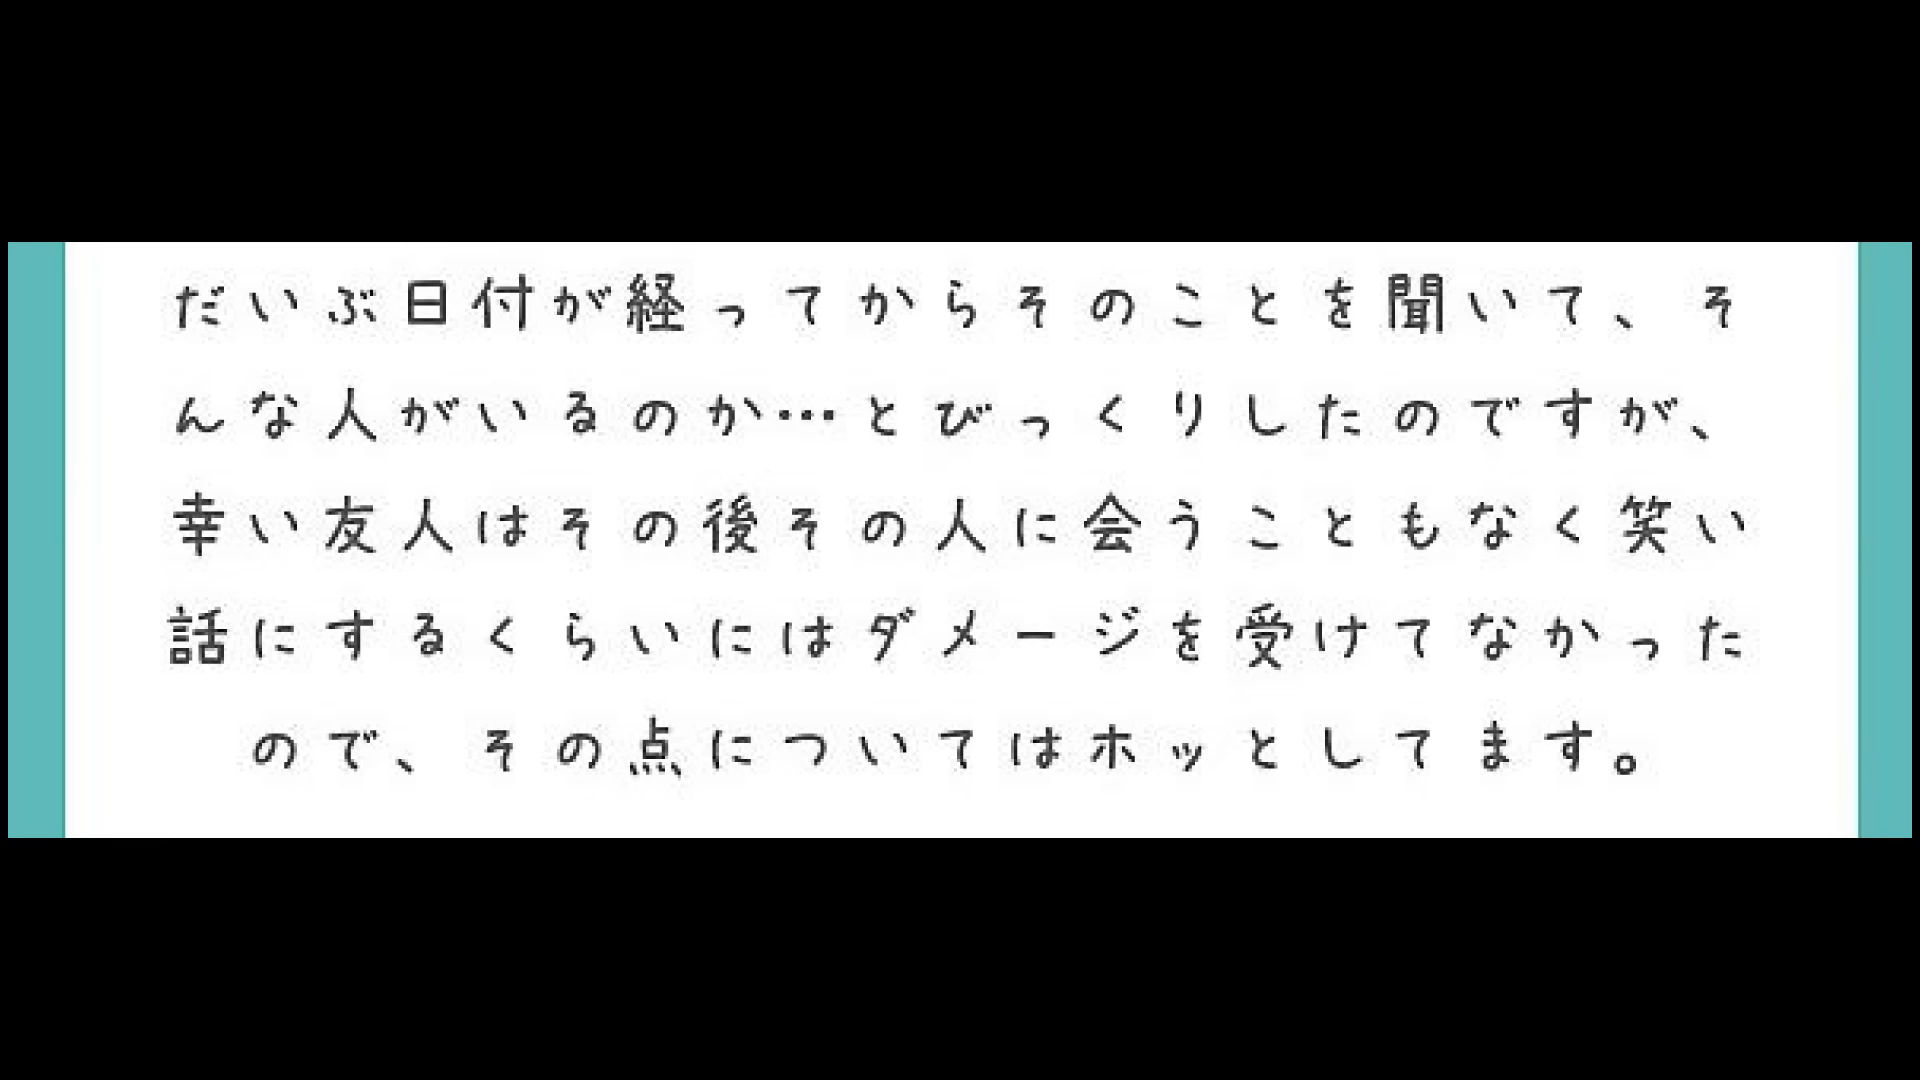 だいぶ日付が経ってからそのことを聞いて、そ
んな人がいるのか…とびっくりしたのですが、
幸い友人はその後その人に会うこともなく笑い
話にするくらいにはダメージを受けてなかった
ので、その点についてはホッとしてます。